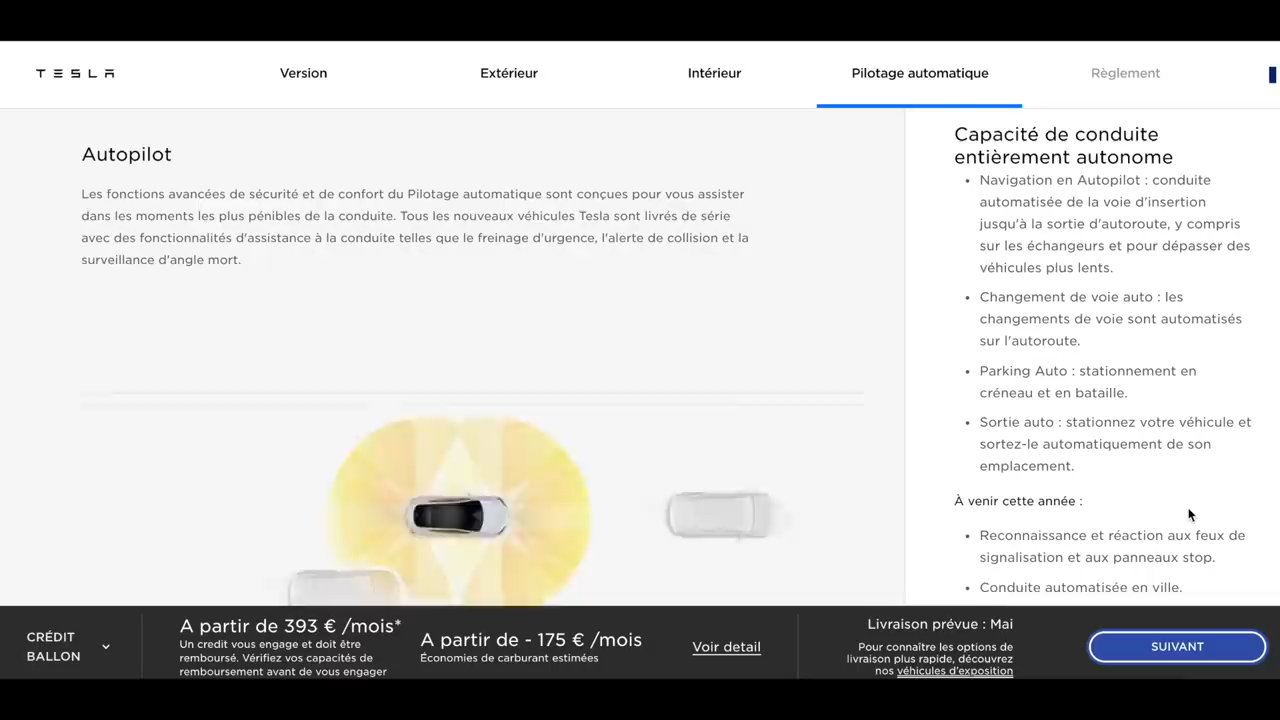 TESLA
Version
Extérieur
Intérieur
Pilotage automatique
Règlement
Autopilot
Les fonctions avancées de sécurité et de confort du Pilotage automatique sont conçues pour vous assister
dans les moments les plus pénibles de la conduite. Tous les nouveaux véhicules Tesla sont livrés de série
avec des fonctionnalités d'assistance à la conduite telles que le freinage d'urgence, l'alerte de collision et la
surveillance d'angle mort.
Capacité de conduite
entièrement autonome
• Navigation en Autopilot : conduite
automatisée de la voie d'insertion
jusqu'à la sortie d'autoroute, y compris
sur les échangeurs et pour dépasser des
véhicules plus lents.
• Changement de voie auto : les
changements de voie sont automatisés
sur l'autoroute.
• Parking Auto : stationnement en
créneau et en bataille.
• Sortie auto : stationnez votre véhicule et
sortez-le automatiquement de son
emplacement.
À venir cette année :
• Reconnaissance et réaction aux feux de
signalisation et aux panneaux stop.
• Conduite automatisée en ville.
CRÉDIT
BALLON
A partir de 393 € /mois*
Un credit vous engage et doit être
remboursé. Vérifiez vos capacités de
remboursement avant de vous engager
A partir de - 175 € /mois
Économies de carburant estimées
Voir detail
Livraison prévue : Mai
Pour connaître les options de
livraison plus rapide, découvrez
nos véhicules d'exposition
SUIVANT